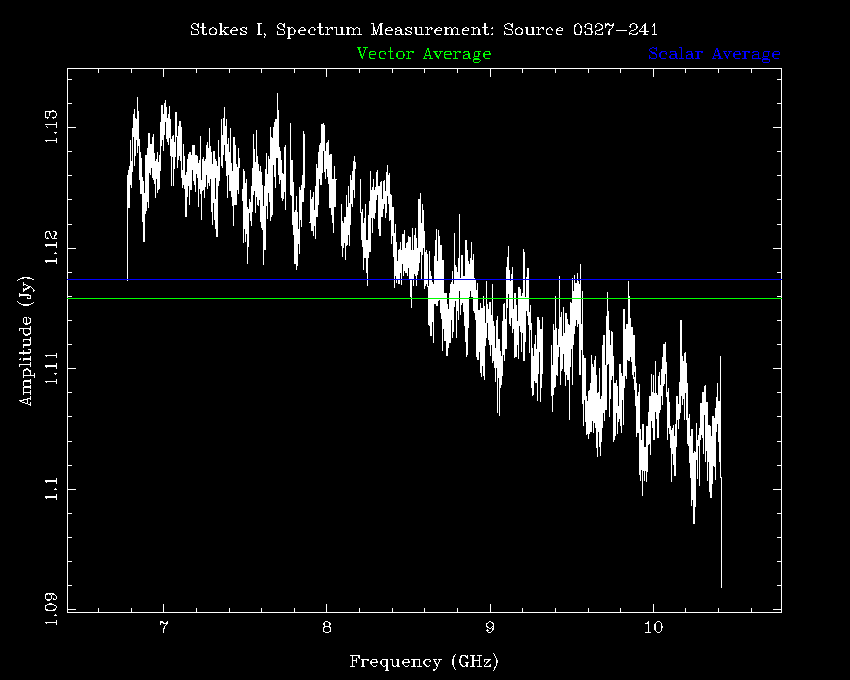 Stokes I, Spectrum Measurement: Source 0327−241
Vector Average Scalar Average
1.13
1.12
1.11
1.1
1.09
Amplitude (Jy)
7 8 9 10
Frequency (GHz)